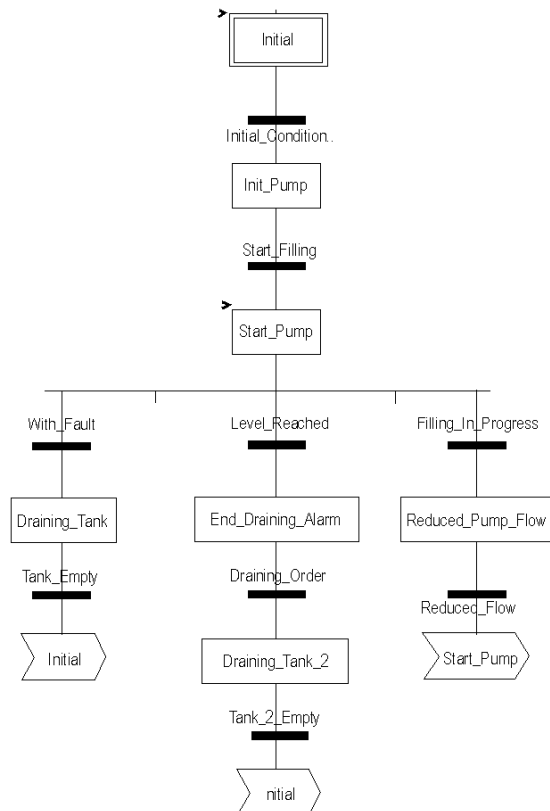 Initial
Initial_Condition..
Init_Pump
Start_Filling
Start_Pump
With_Fault
Level_Reached
Filling_In_Progress
Draining_Tank
End_Draining_Alarm
Reduced_Pump_Flow
Tank_Empty
Draining_Order
Reduced_Flow
Initial
Draining_Tank_2
Start_Pump
Tank_2_Empty
nitial